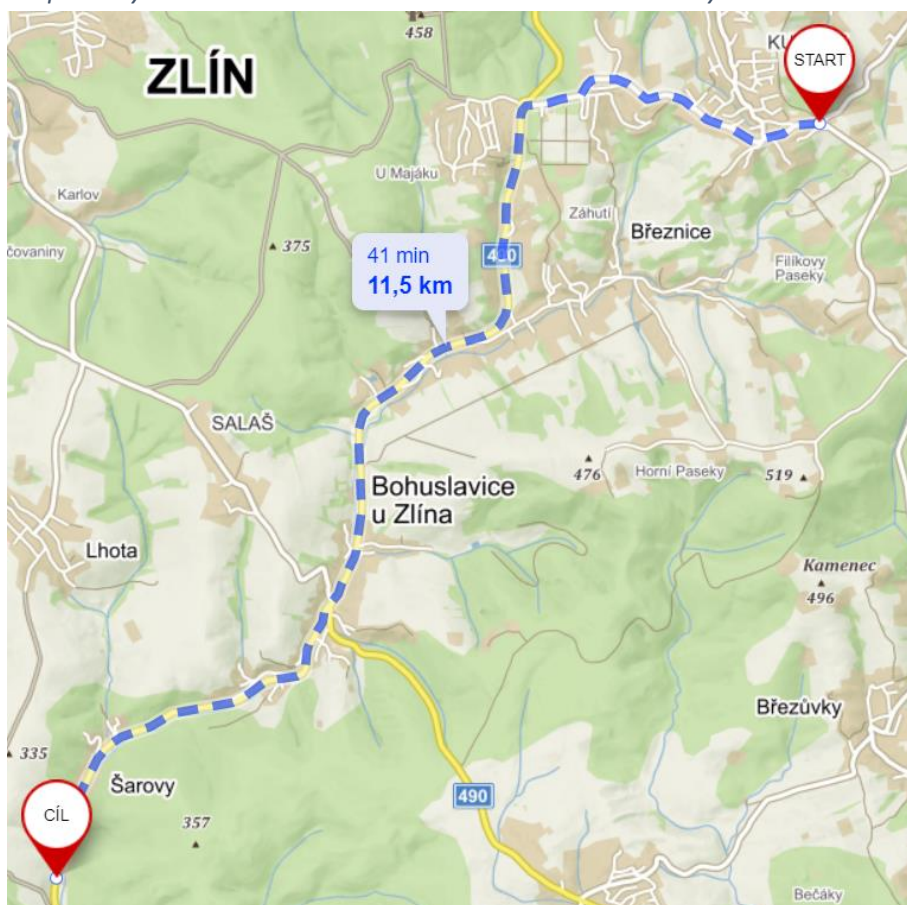 458
ZLÍN
START
U Majáku
Karlov
Záhutí
Březnice
375
41 min
11,5 km
Filíkovy
Paseky
SALAŠ
476
Horní Paseky
519
Bohuslavice
u Zlína
Lhota
Kamenec
496
Březůvky
335
Šarovy
490
CÍL
357
Bečáky